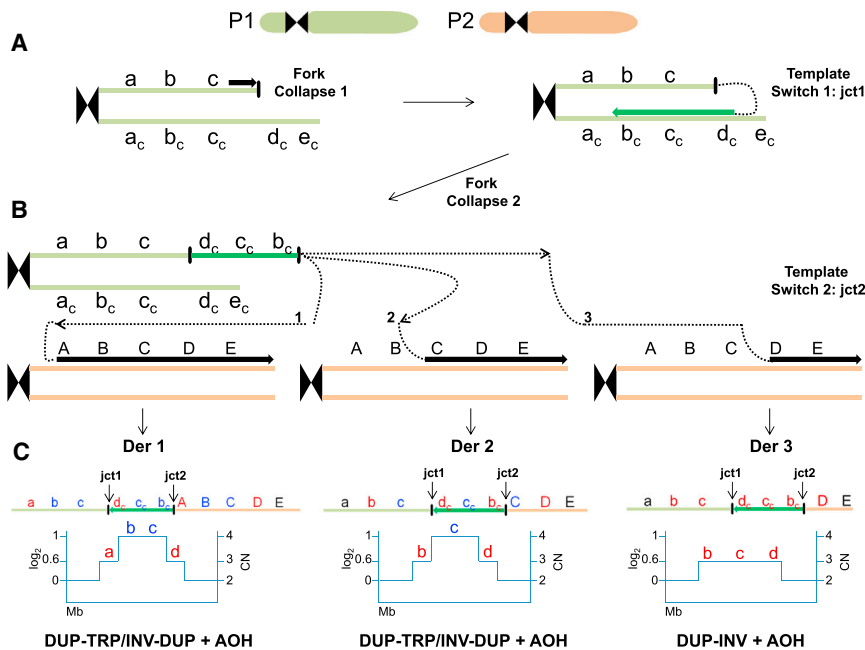 P1 P2
A
a b c
Fork
Collapse 1
a_c b_c c_c d_c e_c
a b c
Template
Switch 1: jct1
a_c b_c c_c d_c e_c
Fork
Collapse 2
B
a b c d_c c_c b_c
a_c b_c c_c d_c e_c
Template
Switch 2: jct2
1 2 3
A B C D E
A B C D E
A B C D E
C
Der 1 Der 2 Der 3
jct1 jct2
a b c d_c c_c b_c A B C D E
log2 1 0.6 0
b c
a d
4 3 2 CN
Mb
DUP-TRP/INV-DUP + AOH
jct1 jct2
a b c d_c c_c b_c C D E
log2 1 0.6 0
c
b d
4 3 2 CN
Mb
DUP-TRP/INV-DUP + AOH
jct1 jct2
a b c d_c c_c b_c D E
log2 1 0.6 0
b c d
4 3 2 CN
Mb
DUP-INV + AOH